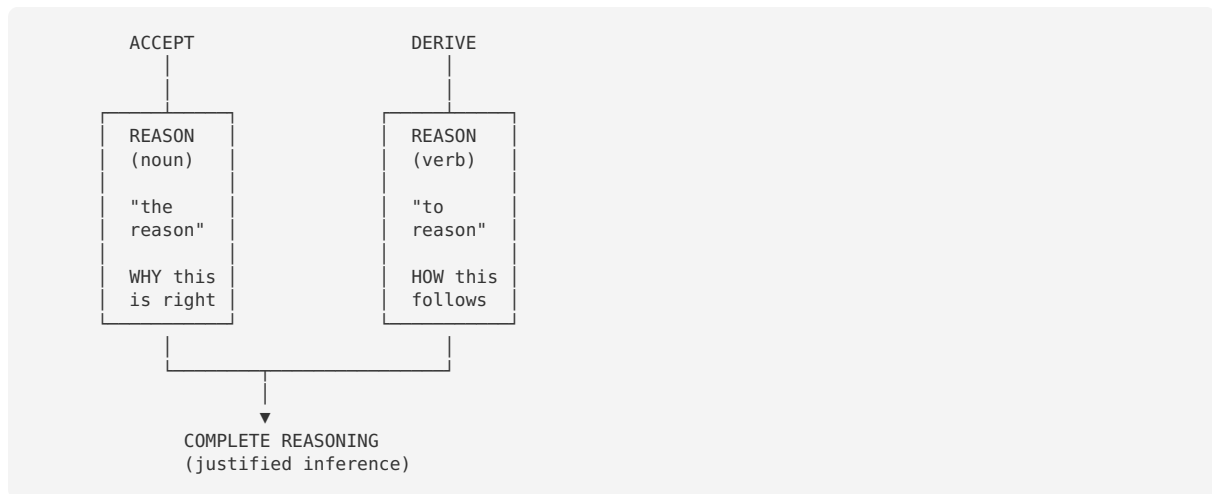 ACCEPT DERIVE
REASON REASON
(noun) (verb)
"the "to
reason" reason"
WHY this HOW this
is right follows
COMPLETE REASONING
(justified inference)